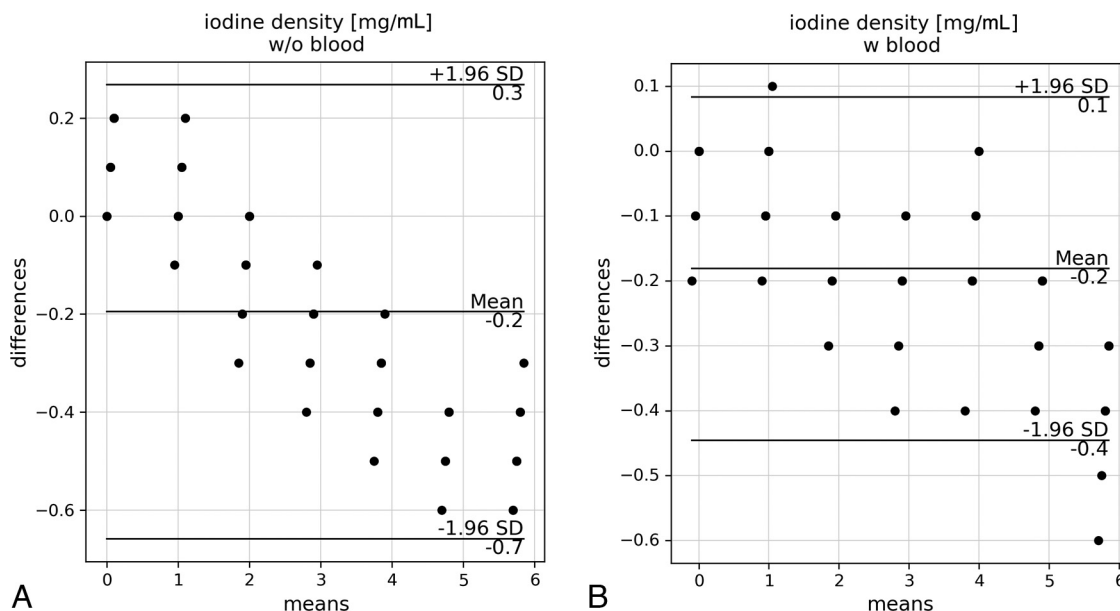 iodine density [mg/mL]
w/o blood
+1.96 SD
0.3
Mean
-0.2
-1.96 SD
-0.7
0.2
0.0
−0.2
−0.4
−0.6
differences
0 1 2 3 4 5 6
means
A
iodine density [mg/mL]
w blood
+1.96 SD
0.1
Mean
-0.2
-1.96 SD
-0.4
0.1
0.0
−0.1
−0.2
−0.3
−0.4
−0.5
−0.6
differences
0 1 2 3 4 5 6
means
B